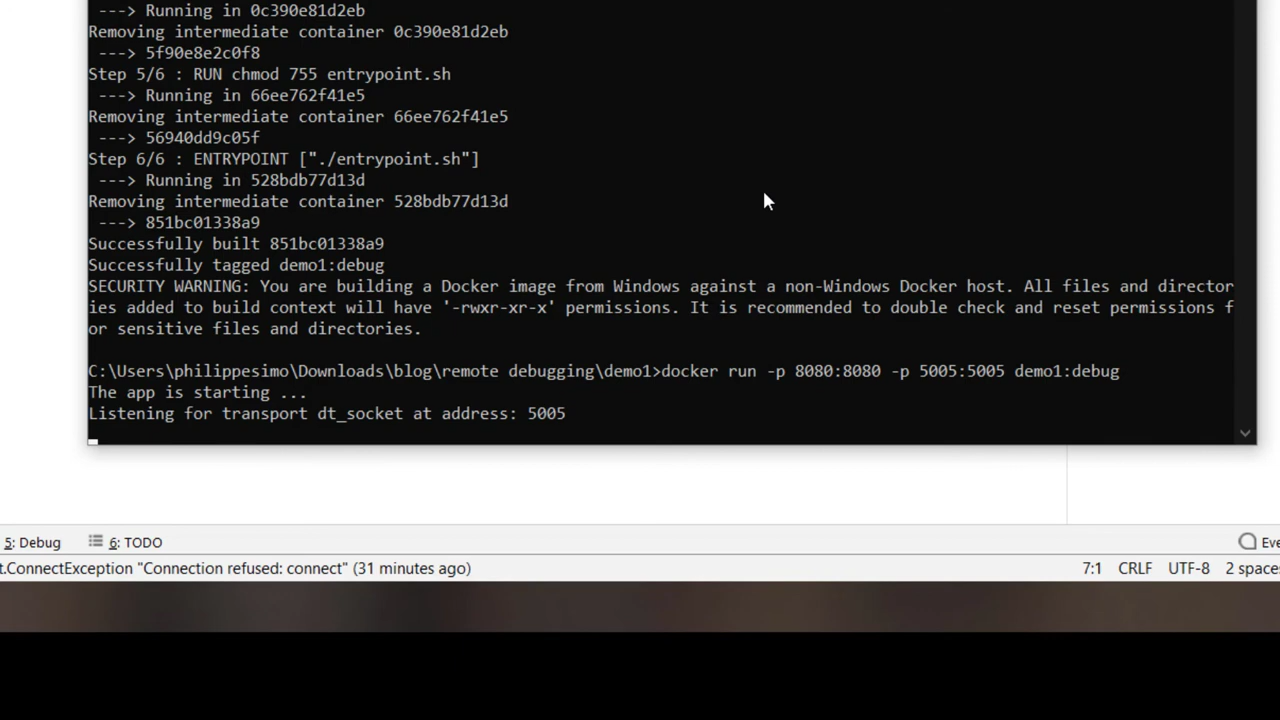 ---> Running in 0c390e81d2eb
Removing intermediate container 0c390e81d2eb
---> 5f90e8e2c0f8
Step 5/6 : RUN chmod 755 entrypoint.sh
---> Running in 66ee762f41e5
Removing intermediate container 66ee762f41e5
---> 56940dd9c05f
Step 6/6 : ENTRYPOINT ["./entrypoint.sh"]
---> Running in 528bdb77d13d
Removing intermediate container 528bdb77d13d
---> 851bc01338a9
Successfully built 851bc01338a9
Successfully tagged demo1:debug
SECURITY WARNING: You are building a Docker image from Windows against a non-Windows Docker host. All files and director
ies added to build context will have '-rwxr-xr-x' permissions. It is recommended to double check and reset permissions f
or sensitive files and directories.
C:\Users\philippesimo\Downloads\blog\remote debugging\demo1>docker run -p 8080:8080 -p 5005:5005 demo1:debug
The app is starting ...
Listening for transport dt_socket at address: 5005
5: Debug 6: TODO Eve
t.ConnectException "Connection refused: connect" (31 minutes ago) 7:1 CRLF UTF-8 2 space